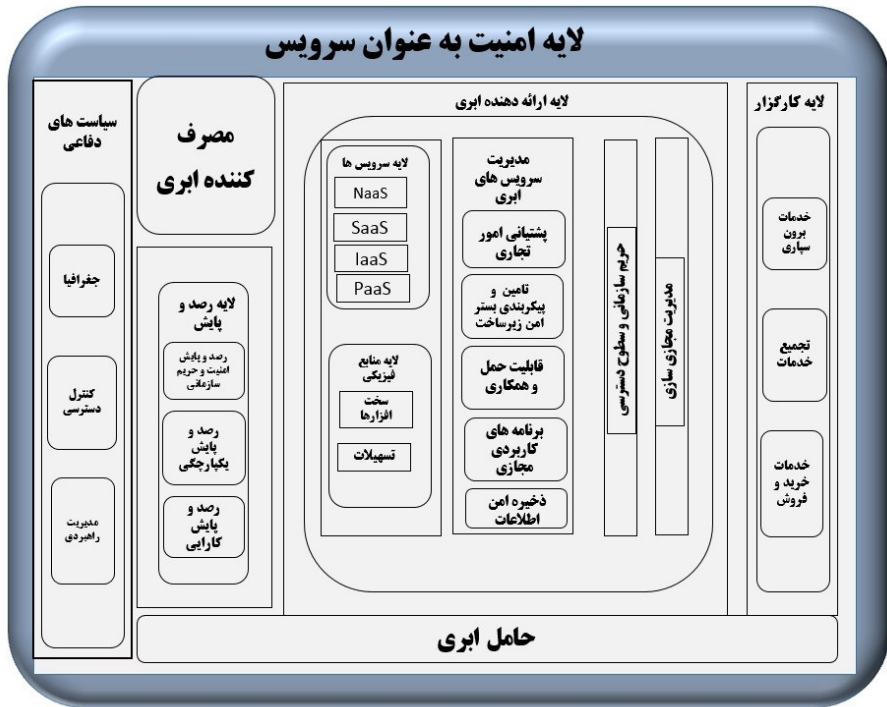 لایه امنیت به عنوان سرویس
لایه کارگزار
خدمات
برون
سپاری
تجمیع
خدمات
خدمات
خرید و
فروش
لایه ارائه دهنده ابری
مدیریت مجازی سازی
حریم سازمانی و سطوح دسترسی
مدیریت
سرویس های
ابری
پشتیبانی امور
تجاری
تامین و
پیکربندی بستر
امن زیرساخت
قابلیت حمل
و همکاری
برنامه های
کاربردی
مجازی
ذخیره امن
اطلاعات
لایه سرویس ها
NaaS
SaaS
IaaS
PaaS
لایه منابع
فیزیکی
سخت
افزارها
تسهیلات
مصرف
کننده ابری
لایه رصد و
پایش
رصد و پایش
امنیت و حریم
سازمانی
رصد و
پایش
یکپارچگی
رصد و
پایش
کارایی
سیاست های
دفاعی
جغرافیا
کنترل
دسترسی
مدیریت
راهبردی
حامل ابری